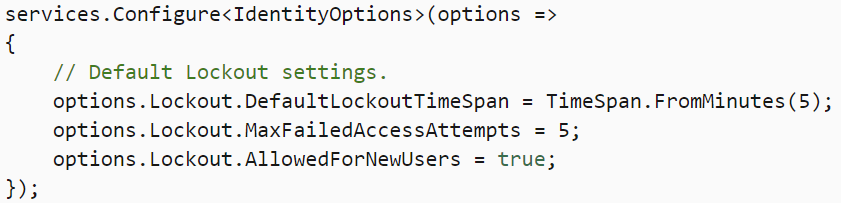 services.Configure<IdentityOptions>(options =>
{
    // Default Lockout settings.
    options.Lockout.DefaultLockoutTimeSpan = TimeSpan.FromMinutes(5);
    options.Lockout.MaxFailedAccessAttempts = 5;
    options.Lockout.AllowedForNewUsers = true;
});